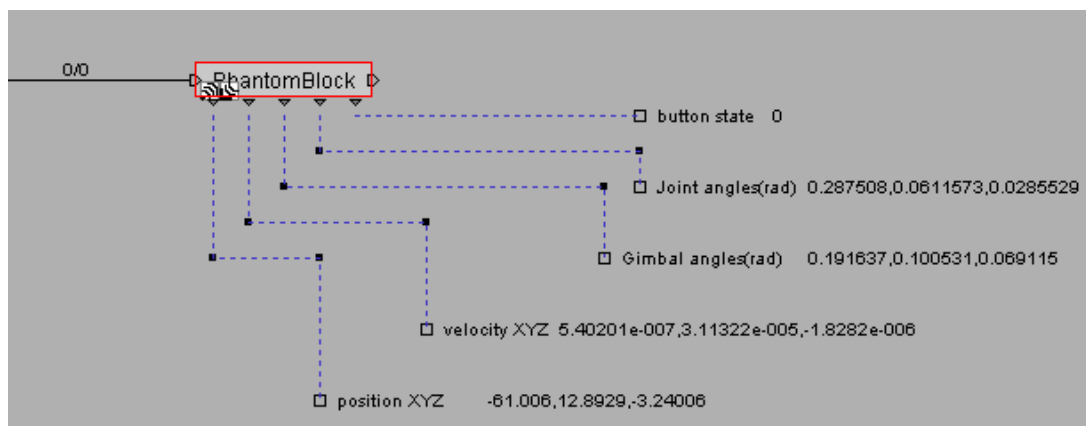 0/0
PhantomBlock
button state 0
Joint angles(rad) 0.287508,0.0611573,0.0285529
Gimbal angles(rad) 0.191637,0.100531,0.069115
velocity XYZ 5.40201e-007,3.11322e-005,-1.8282e-006
position XYZ -61.006,12.8929,-3.24006